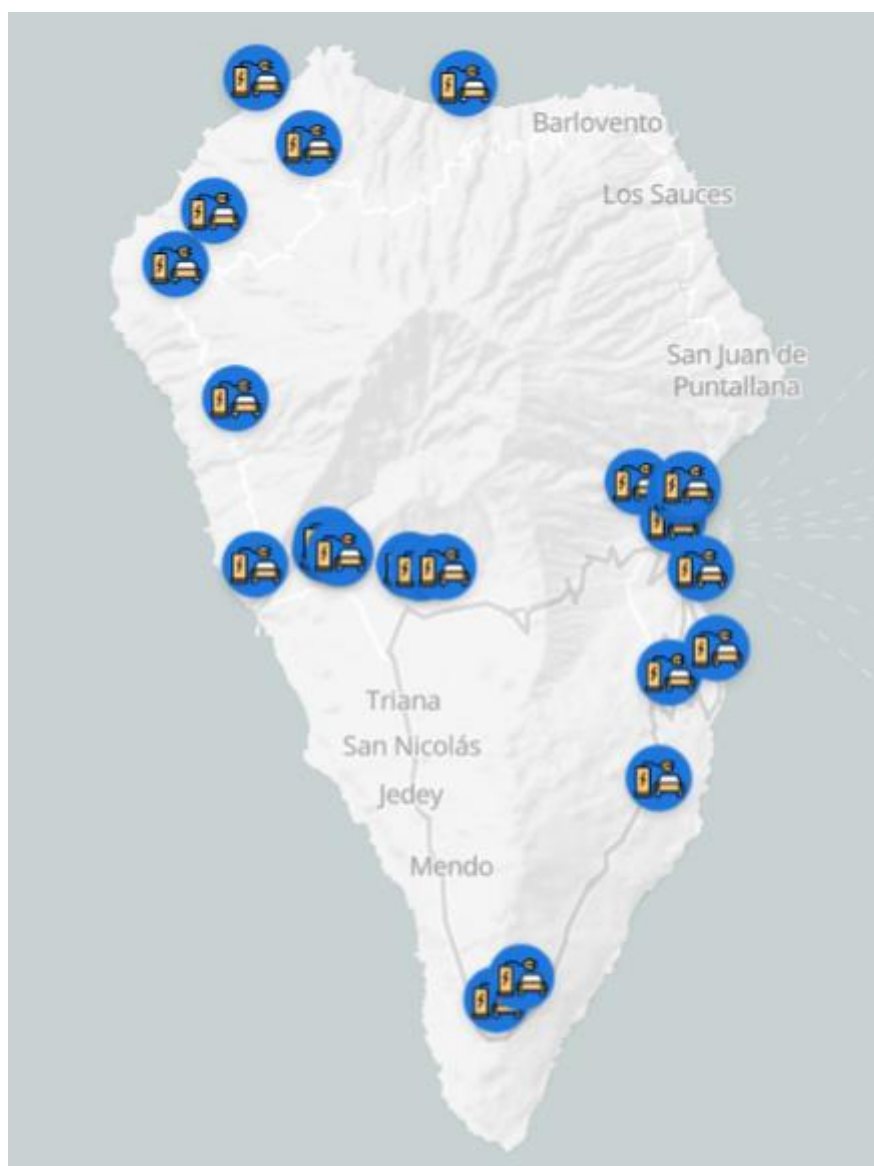 Barlovento
Los Sauces
San Juan de
Puntallana
Triana
San Nicolás
Jedey
Mendo